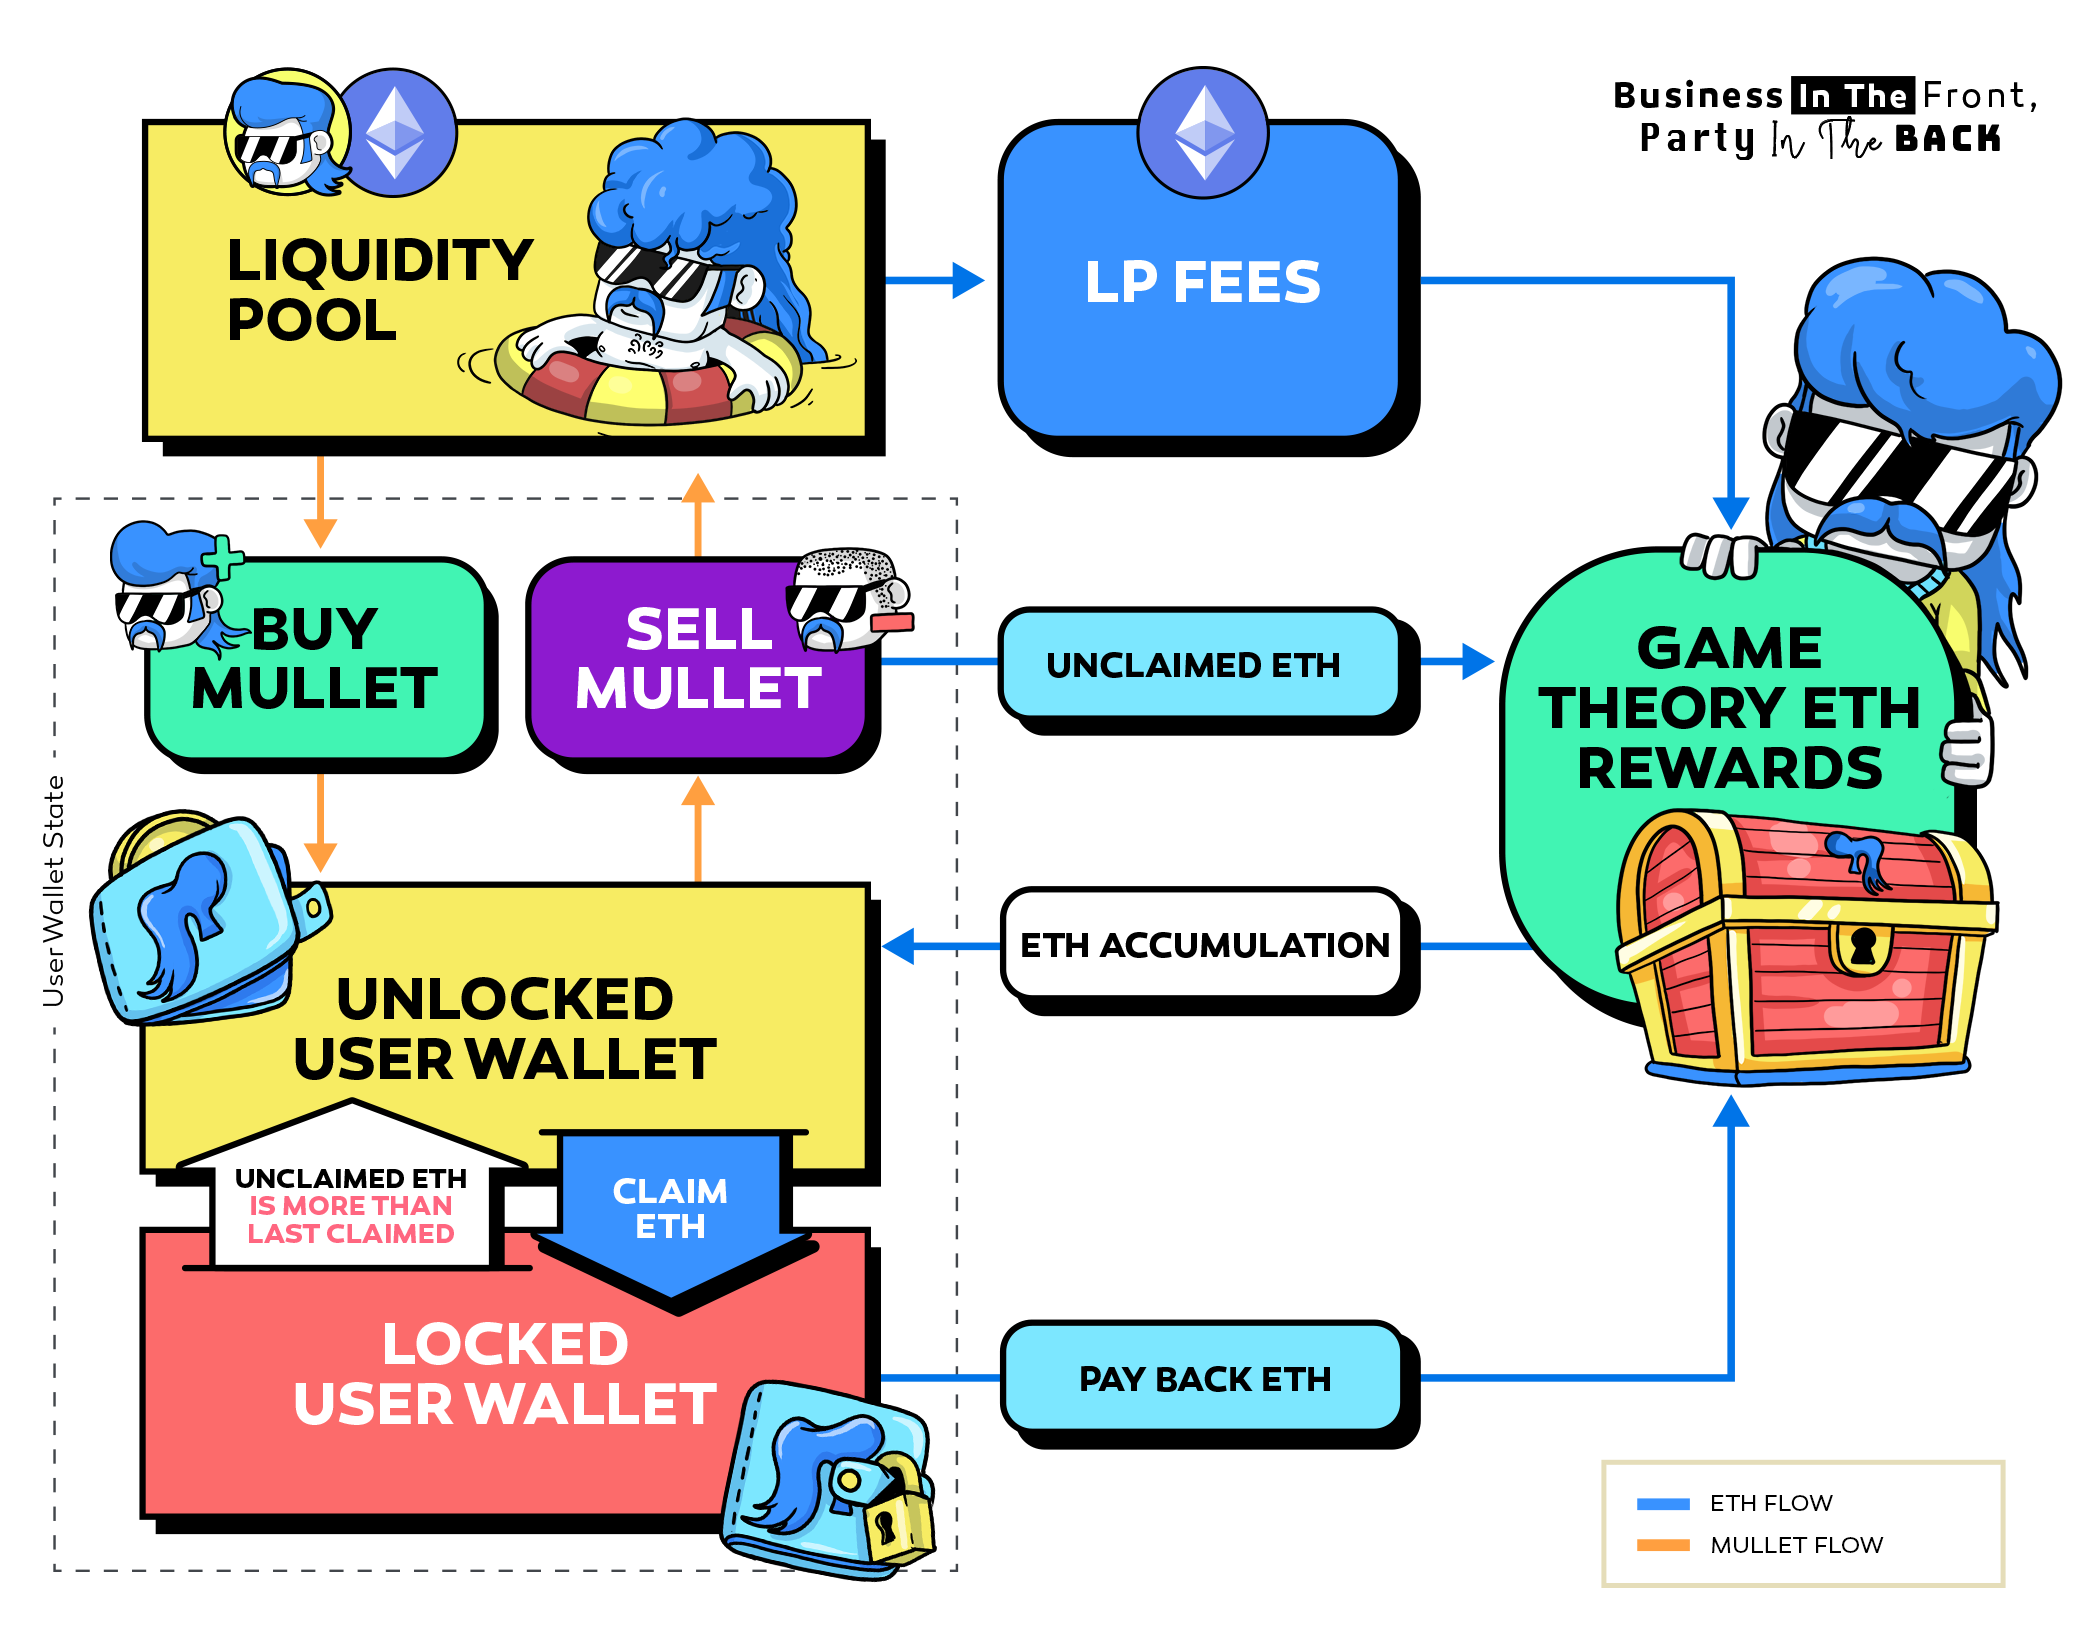 Business In The Front,
Party In The BACK
LIQUIDITY
POOL
LP FEES
BUY
MULLET
SELL
MULLET
UNCLAIMED ETH
GAME
THEORY ETH
REWARDS
User Wallet State
ETH ACCUMULATION
UNLOCKED
USER WALLET
UNCLAIMED ETH
IS MORE THAN
LAST CLAIMED
CLAIM
ETH
LOCKED
USER WALLET
PAY BACK ETH
ETH FLOW
MULLET FLOW